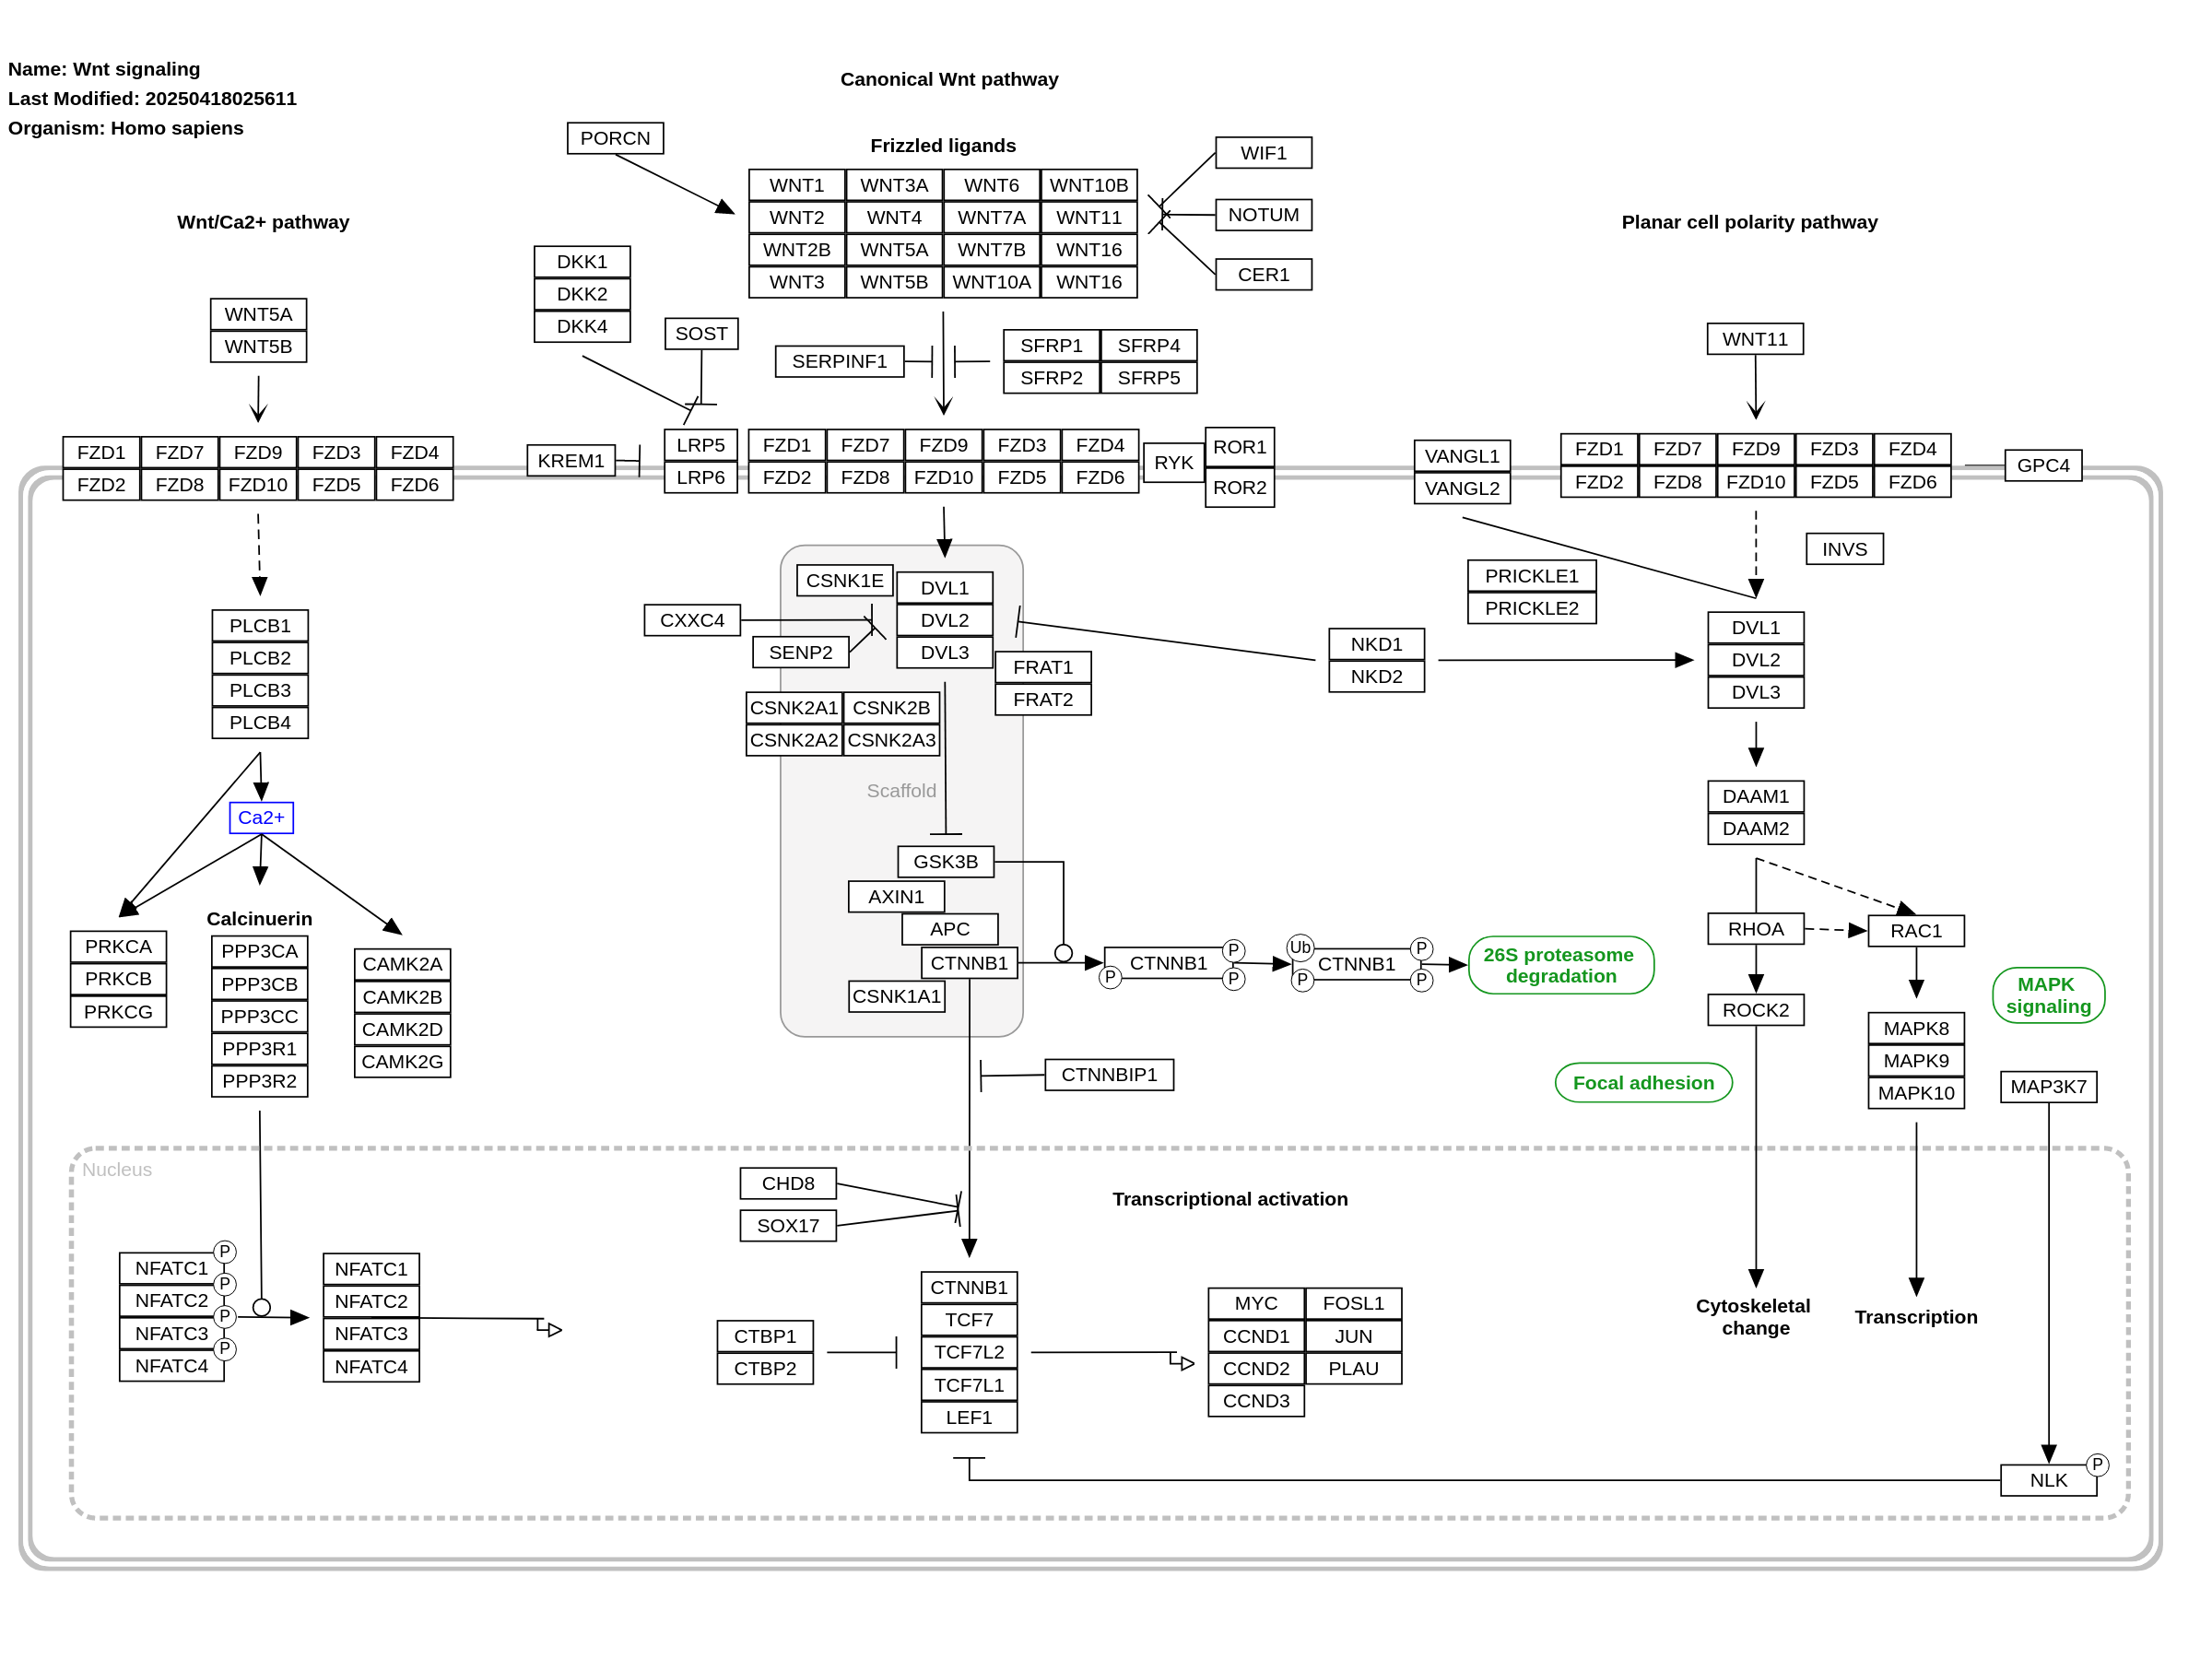 Name: Wnt signaling
Last Modified: 20250418025611
Organism: Homo sapiens
Canonical Wnt pathway
PORCN
Frizzled ligands
WNT1 WNT3A WNT6 WNT10B
WNT2 WNT4 WNT7A WNT11
WNT2B WNT5A WNT7B WNT16
WNT3 WNT5B WNT10A WNT16
WIF1
NOTUM
CER1
Wnt/Ca2+ pathway
Planar cell polarity pathway
DKK1
DKK2
DKK4
SOST
SERPINF1
SFRP1 SFRP4
SFRP2 SFRP5
WNT5A
WNT5B
WNT11
FZD1 FZD7 FZD9 FZD3 FZD4
FZD2 FZD8 FZD10 FZD5 FZD6
KREM1
LRP5
LRP6
FZD1 FZD7 FZD9 FZD3 FZD4
FZD2 FZD8 FZD10 FZD5 FZD6
RYK
ROR1
ROR2
VANGL1
VANGL2
FZD1 FZD7 FZD9 FZD3 FZD4
FZD2 FZD8 FZD10 FZD5 FZD6
GPC4
INVS
PRICKLE1
PRICKLE2
CSNK1E
DVL1
DVL2
DVL3
CXXC4
SENP2
FRAT1
FRAT2
NKD1
NKD2
DVL1
DVL2
DVL3
CSNK2A1 CSNK2B
CSNK2A2 CSNK2A3
Scaffold
PLCB1
PLCB2
PLCB3
PLCB4
Ca2+
DAAM1
DAAM2
GSK3B
AXIN1
APC
CTNNB1
CSNK1A1
CTNNB1
P
P
P
CTNNB1
Ub
P
P
P
26S proteasome
degradation
RHOA
RAC1
ROCK2
MAPK
signaling
Calcinuerin
PRKCA
PRKCB
PRKCG
PPP3CA
PPP3CB
PPP3CC
PPP3R1
PPP3R2
CAMK2A
CAMK2B
CAMK2D
CAMK2G
MAPK8
MAPK9
MAPK10
MAP3K7
CTNNBIP1
Focal adhesion
Nucleus
CHD8
SOX17
Transcriptional activation
NFATC1 P
NFATC2 P
NFATC3 P
NFATC4 P
NFATC1
NFATC2
NFATC3
NFATC4
CTBP1
CTBP2
CTNNB1
TCF7
TCF7L2
TCF7L1
LEF1
MYC FOSL1
CCND1 JUN
CCND2 PLAU
CCND3
Cytoskeletal
change
Transcription
NLK P